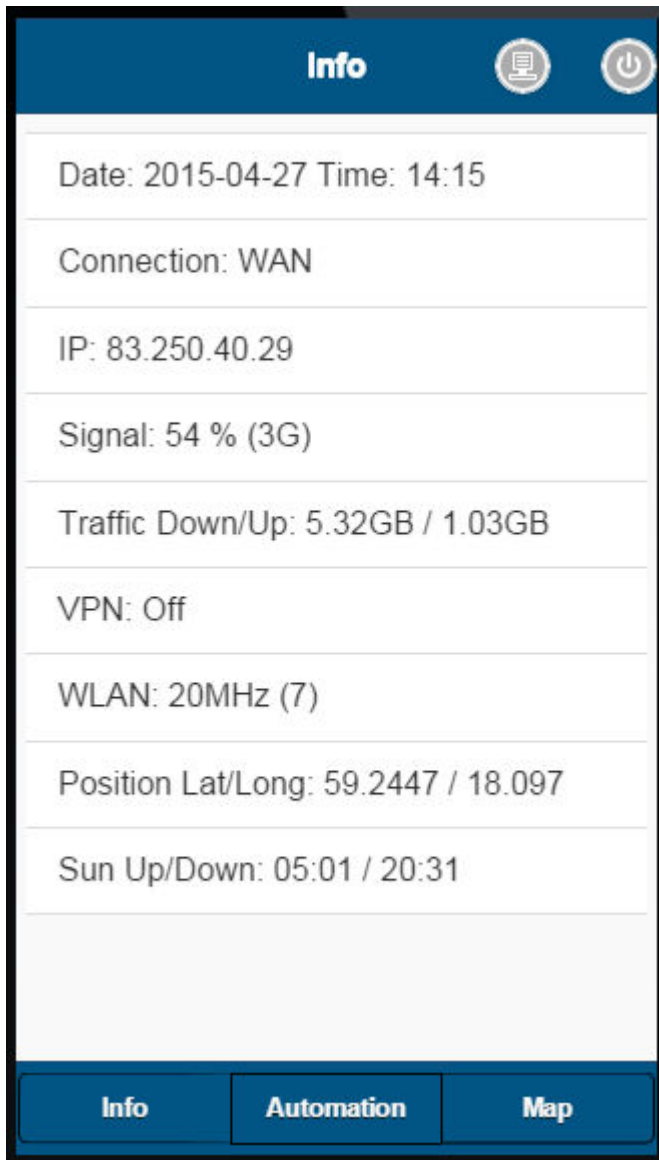 Info
Date: 2015-04-27 Time: 14:15
Connection: WAN
IP: 83.250.40.29
Signal: 54 % (3G)
Traffic Down/Up: 5.32GB / 1.03GB
VPN: Off
WLAN: 20MHz (7)
Position Lat/Long: 59.2447 / 18.097
Sun Up/Down: 05:01 / 20:31
Info Automation Map